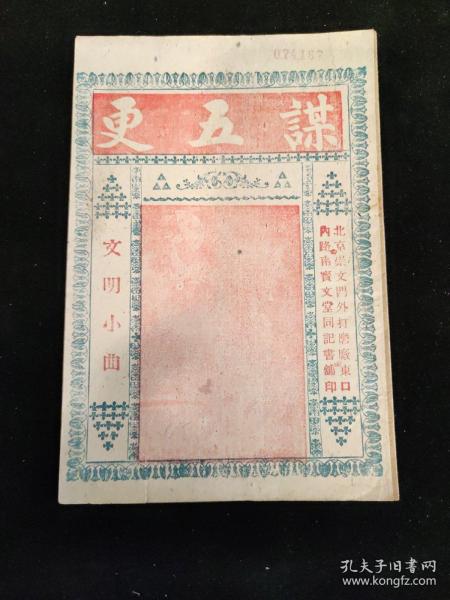 074187
謀五更
北京崇文門外打磨廠東口
內路南寶文堂同記書鋪印
文明小曲
孔夫子旧书网
www.kongfz.com